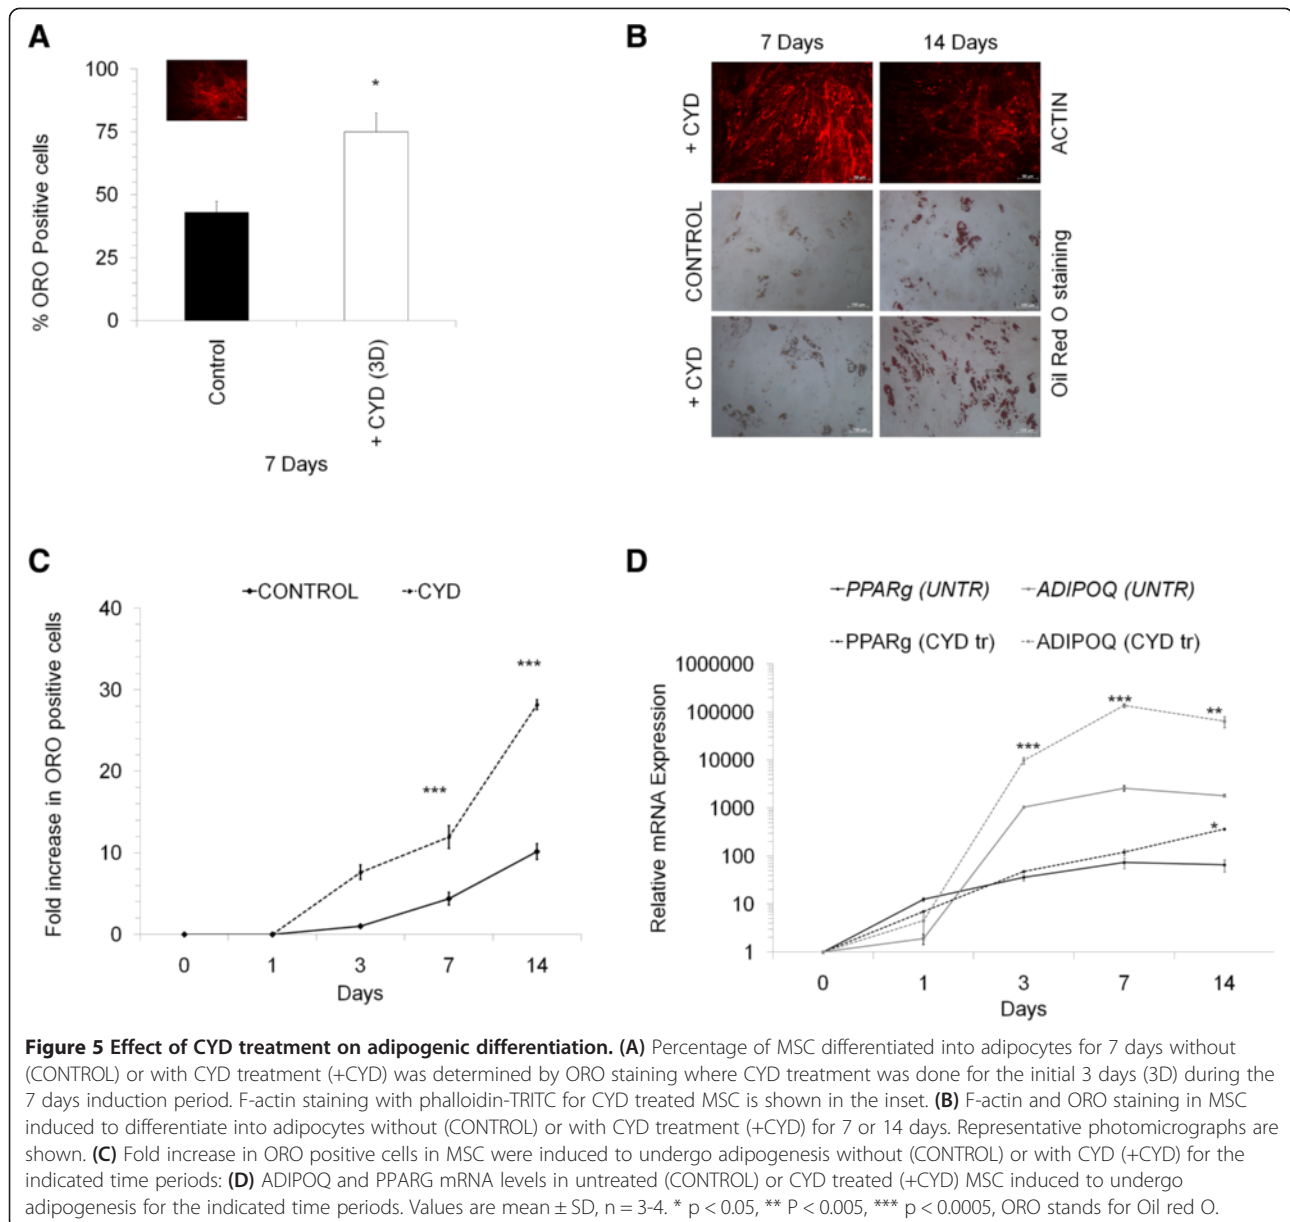 A
100
75
50
25
0
% ORO Positive cells
*
Control
+ CYD (3D)
7 Days
B
7 Days
14 Days
+ CYD
ACTIN
CONTROL
+ CYD
Oil Red O staining
C
CONTROL
CYD
40
30
20
10
0
Fold increase in ORO positive cells
***
***
0 1 3 7 14
Days
D
PPARg (UNTR)
ADIPOQ (UNTR)
PPARg (CYD tr)
ADIPOQ (CYD tr)
1000000
100000
10000
1000
100
10
1
Relative mRNA Expression
***
***
**
*
0 1 3 7 14
Days
Figure 5 Effect of CYD treatment on adipogenic differentiation. (A) Percentage of MSC differentiated into adipocytes for 7 days without
(CONTROL) or with CYD treatment (+CYD) was determined by ORO staining where CYD treatment was done for the initial 3 days (3D) during the
7 days induction period. F-actin staining with phalloidin-TRITC for CYD treated MSC is shown in the inset. (B) F-actin and ORO staining in MSC
induced to differentiate into adipocytes without (CONTROL) or with CYD treatment (+CYD) for 7 or 14 days. Representative photomicrographs are
shown. (C) Fold increase in ORO positive cells in MSC were induced to undergo adipogenesis without (CONTROL) or with CYD (+CYD) for the
indicated time periods: (D) ADIPOQ and PPARG mRNA levels in untreated (CONTROL) or CYD treated (+CYD) MSC induced to undergo
adipogenesis for the indicated time periods. Values are mean ± SD, n = 3-4. * p < 0.05, ** P < 0.005, *** p < 0.0005, ORO stands for Oil red O.